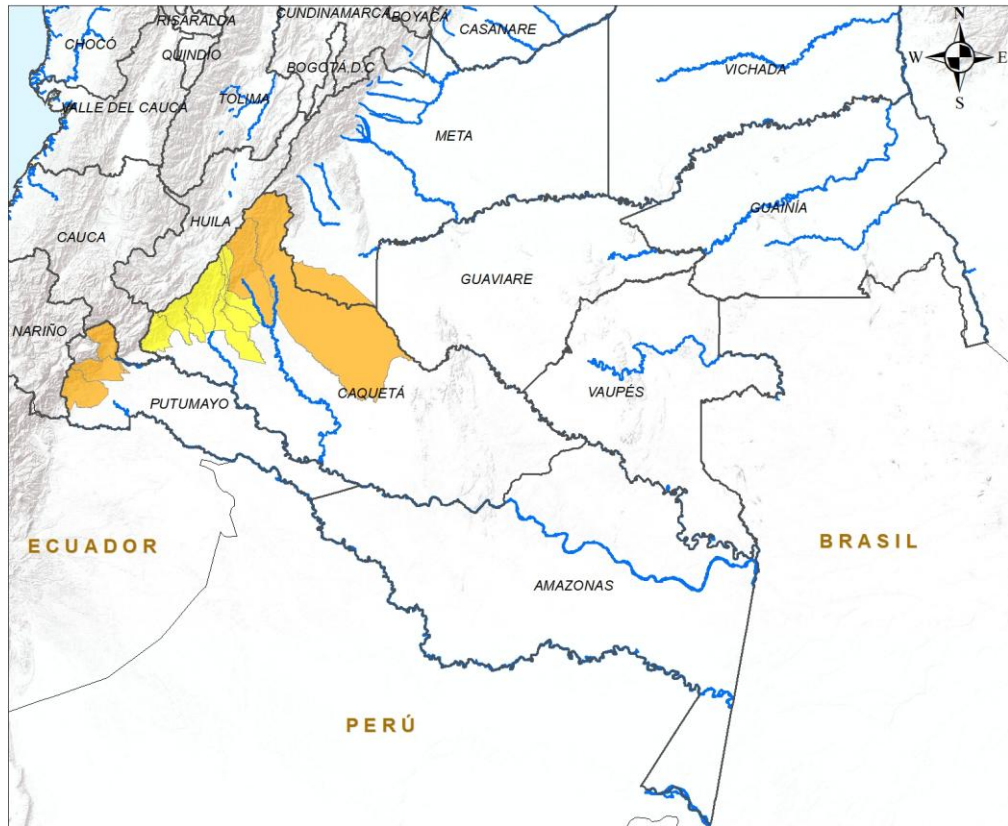 CUNDINAMARCA
BOYACÁ
RISARALDA
CASANARE
N
CHOCÓ
QUINDIO
BOGOTÁ D.C
W
E
VICHADA
TOLIMA
VALLE DEL CAUCA
S
META
GUAINÍA
HUILA
CAUCA
GUAVIARE
NARIÑO
CAQUETÁ
VAUPÉS
PUTUMAYO
ECUADOR
BRASIL
AMAZONAS
PERÚ